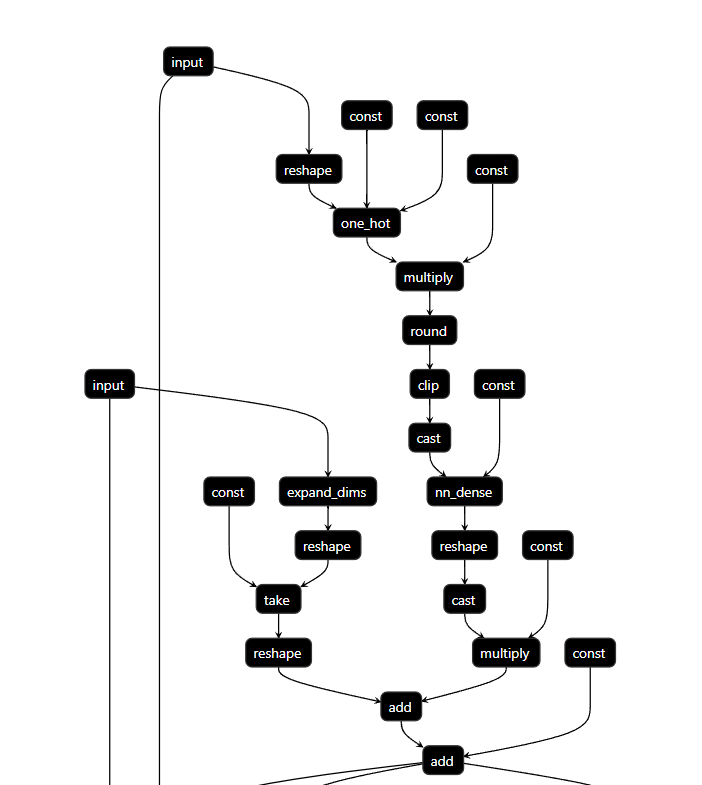 input
const const
reshape const
one_hot
multiply
round
input clip const
cast
const expand_dims nn_dense
reshape reshape const
take cast
reshape multiply const
add
add